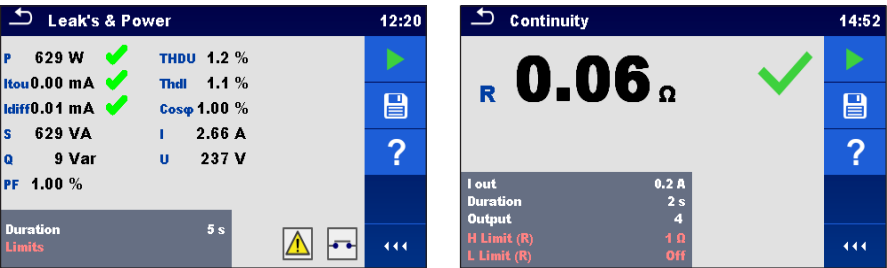 Leak's & Power 12:20
P 629 W THDU 1.2 %
Itou 0.00 mA ThdI 1.1 %
Idiff 0.01 mA Cosφ 1.00 %
S 629 VA I 2.66 A
Q 9 Var U 237 V
PF 1.00 %
?
Duration 5 s
Limits
Continuity 14:52
R 0.06 Ω
?
I out 0.2 A
Duration 2 s
Output 4
H Limit (R) 1 Ω
L Limit (R) Off